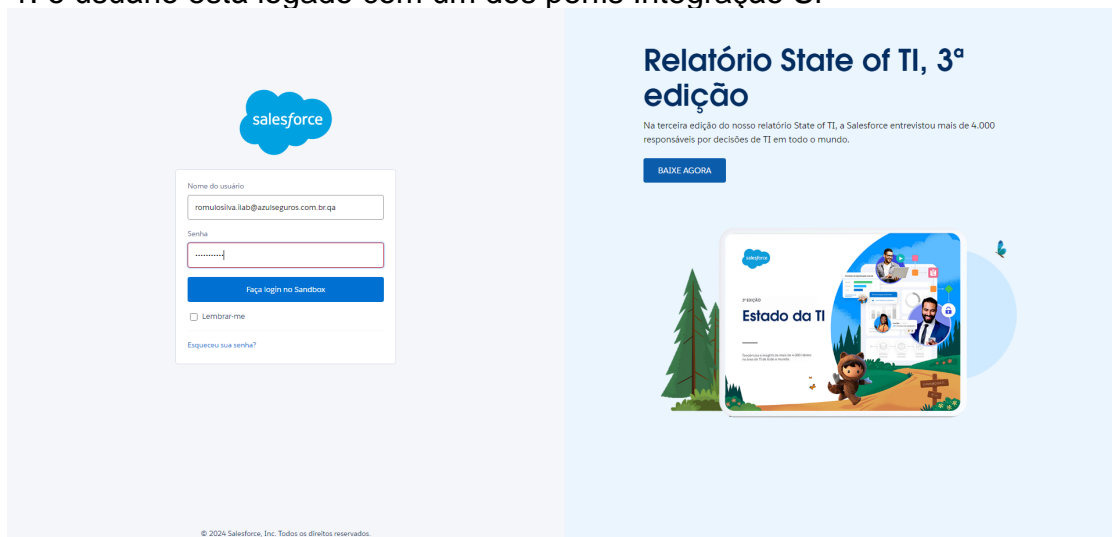 salesforce
Nome do usuário
romulosilva.ilab@azulseguros.com.br.qa
Senha
Faça login no Sandbox
Lembrar-me
Esqueceu sua senha?
© 2024 Salesforce, Inc. Todos os direitos reservados.
Relatório State of TI, 3ª
edição
Na terceira edição do nosso relatório State of TI, a Salesforce entrevistou mais de 4.000
responsáveis por decisões de TI em todo o mundo.
BAIXE AGORA
salesforce
3ª EDIÇÃO
Estado da TI